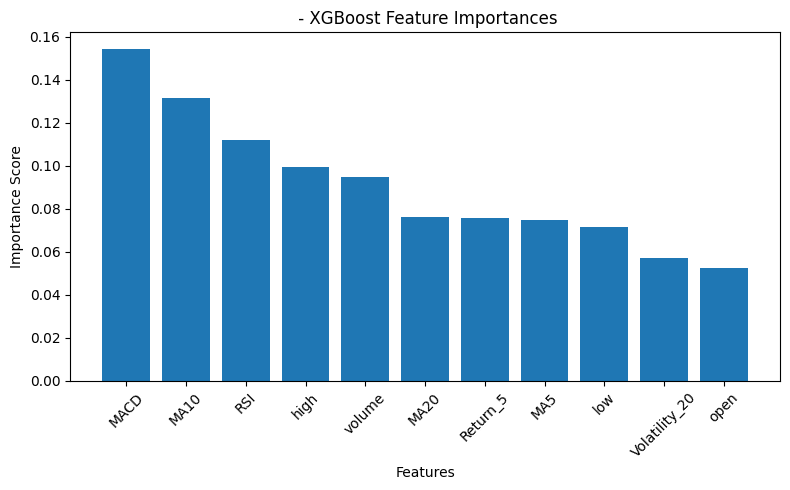 - XGBoost Feature Importances
Importance Score
0.16
0.14
0.12
0.10
0.08
0.06
0.04
0.02
0.00
MACD
MA10
RSI
high
volume
MA20
Return_5
MA5
low
Volatility_20
open
Features